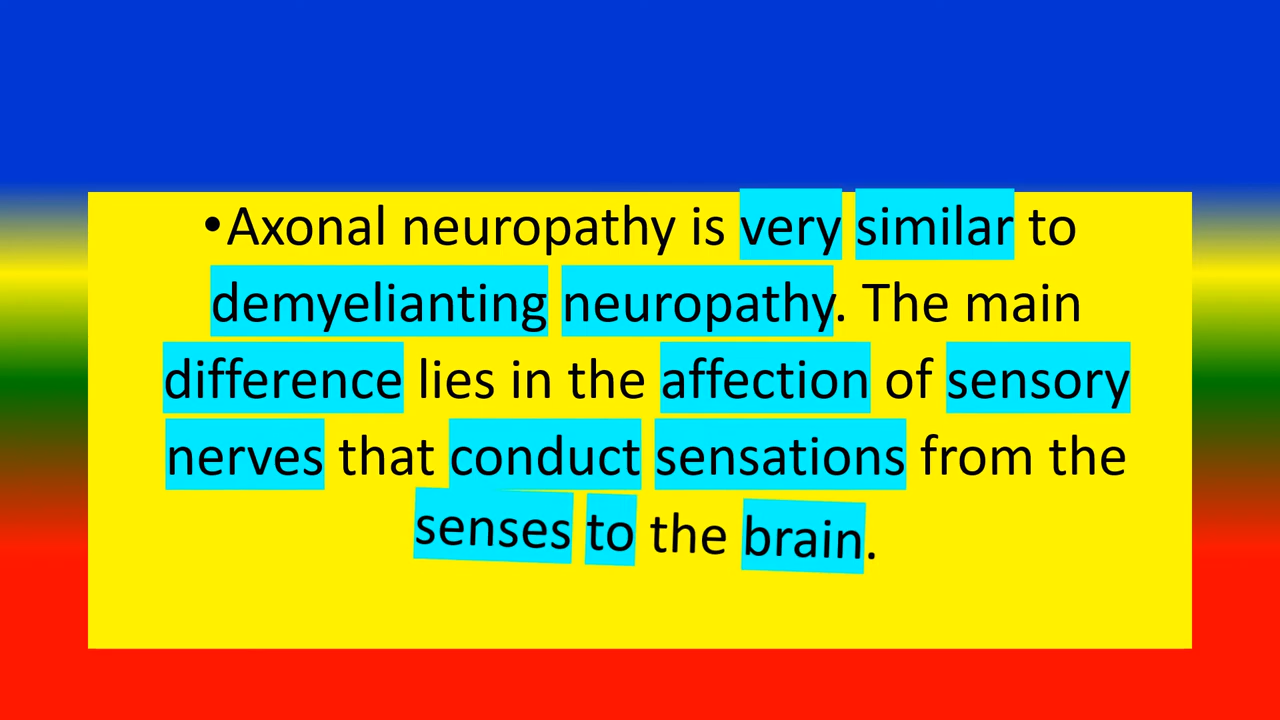 •Axonal neuropathy is very similar to
demyelianting neuropathy. The main
difference lies in the affection of sensory
nerves that conduct sensations from the
senses to the brain.